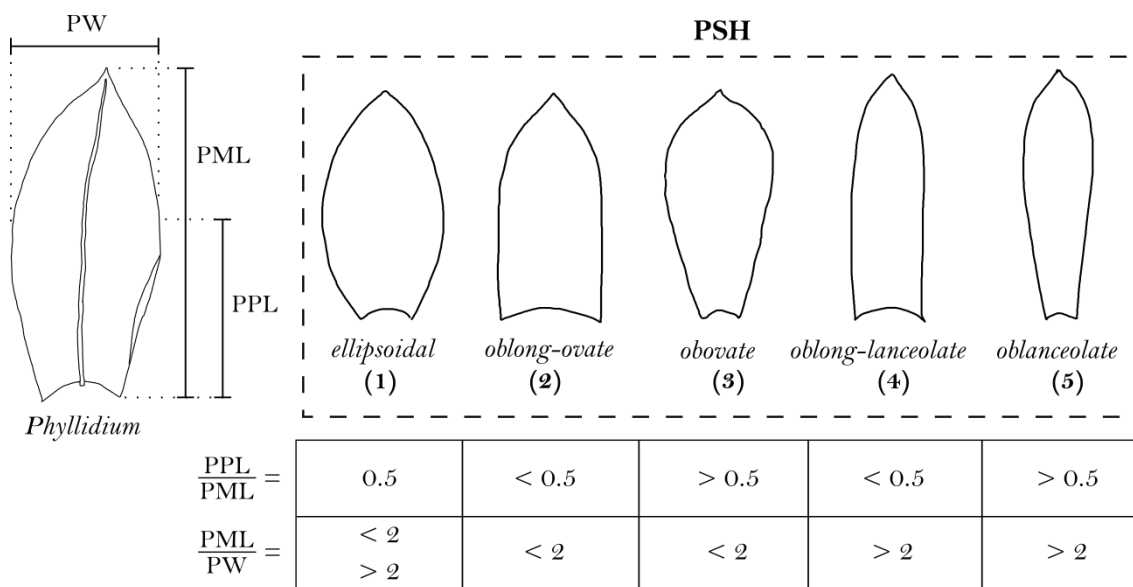 PW
PSH
PML
PPL
Phyllidium
ellipsoidal
(1)
oblong-ovate
(2)
obovate
(3)
oblong-lanceolate
(4)
oblanceolate
(5)
PPL
PML
=
0.5
< 0.5
> 0.5
< 0.5
> 0.5
PML
PW
=
< 2
> 2
< 2
< 2
> 2
> 2